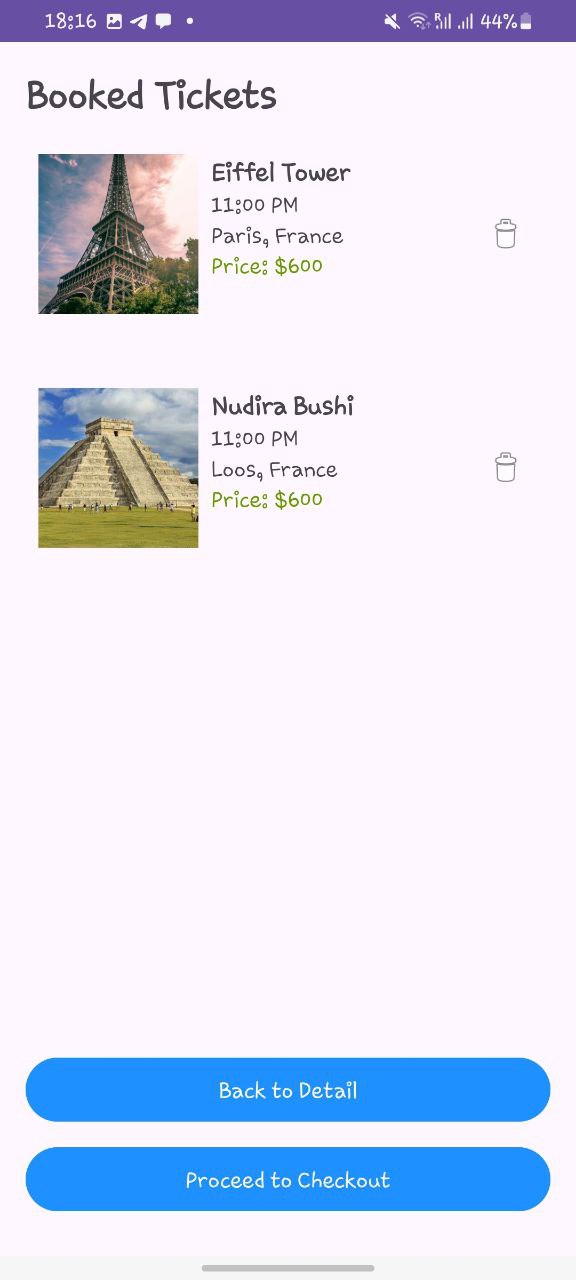 18:16 44%
Booked Tickets
Eiffel Tower
11:00 PM
Paris, France
Price: $600
Nudira Bushi
11:00 PM
Loos, France
Price: $600
Back to Detail
Proceed to Checkout